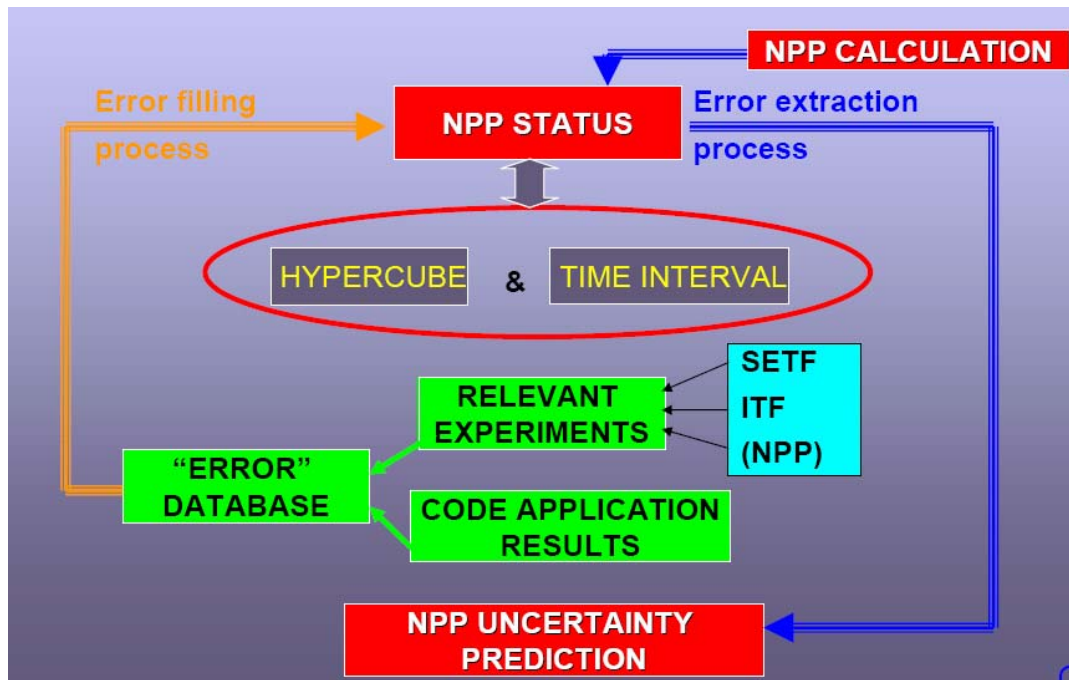 NPP CALCULATION
Error filling
process
NPP STATUS
Error extraction
process
HYPERCUBE
&
TIME INTERVAL
SETF
ITF
(NPP)
RELEVANT
EXPERIMENTS
“ERROR”
DATABASE
CODE APPLICATION
RESULTS
NPP UNCERTAINTY
PREDICTION